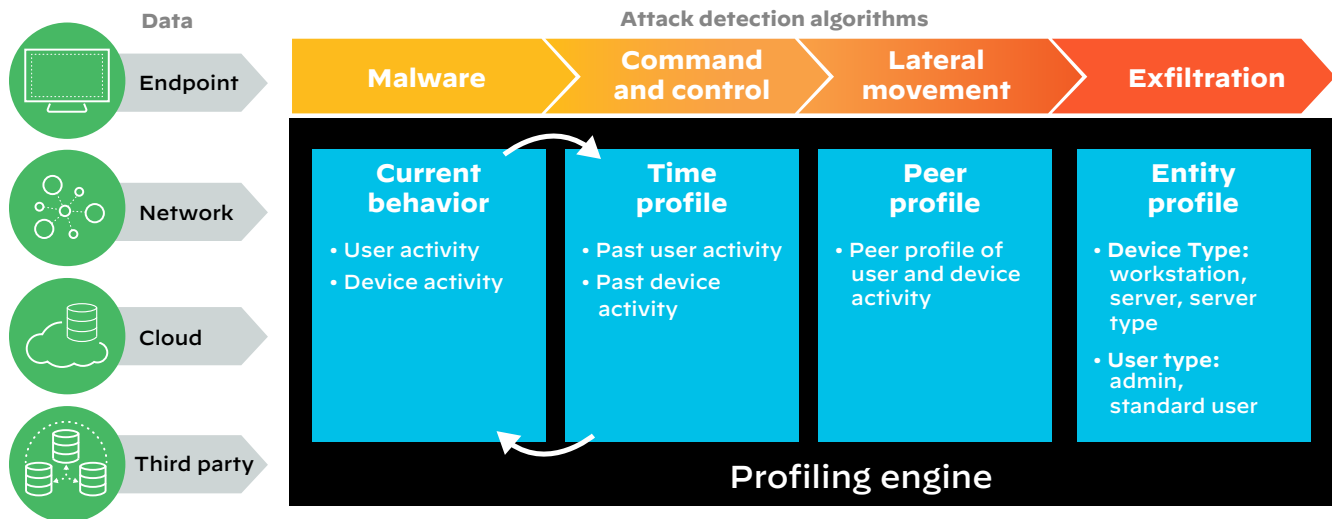 Data
Endpoint
Network
Cloud
Third party
Attack detection algorithms
Malware
Command
and control
Lateral
movement
Exfiltration
Current
behavior
• User activity
• Device activity
Time
profile
• Past user activity
• Past device
activity
Peer
profile
• Peer profile of
user and device
activity
Entity
profile
• Device Type:
workstation,
server, server
type
• User type:
admin,
standard user
Profiling engine